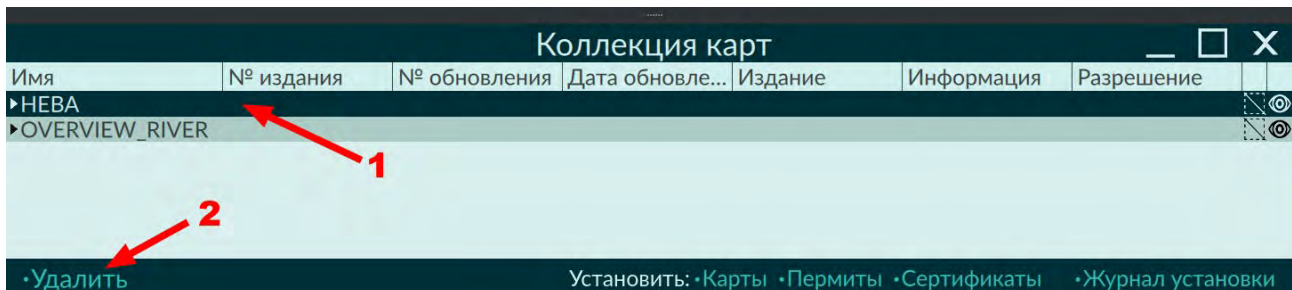 Коллекция карт
Имя № издания № обновления Дата обновле... Издание Информация Разрешение
НЕВА
OVERVIEW_RIVER
1
2
•Удалить Установить: •Карты •Пермиты •Сертификаты •Журнал установки